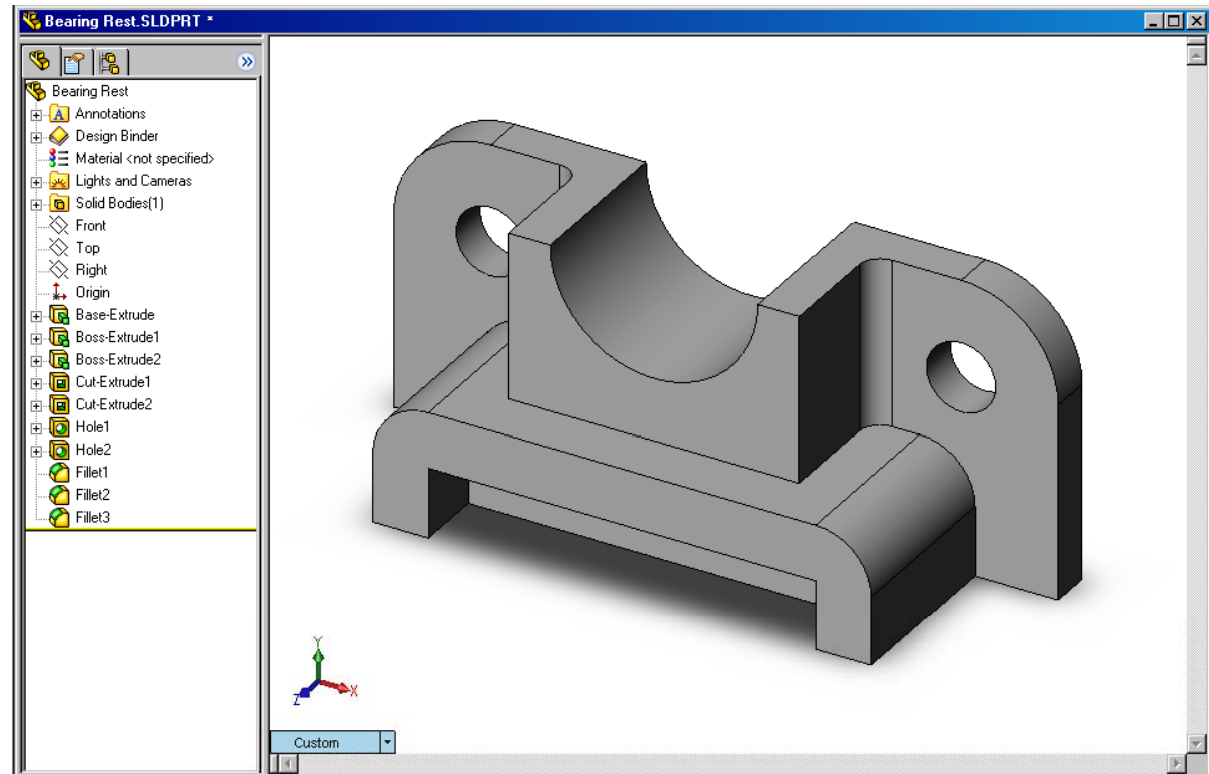 Bearing Rest.SLDPRT *
Bearing Rest
A Annotations
Design Binder
Material <not specified>
Lights and Cameras
Solid Bodies(1)
Front
Top
Right
Origin
Base-Extrude
Boss-Extrude1
Boss-Extrude2
Cut-Extrude1
Cut-Extrude2
Hole1
Hole2
Fillet1
Fillet2
Fillet3
Y
Z X
Custom